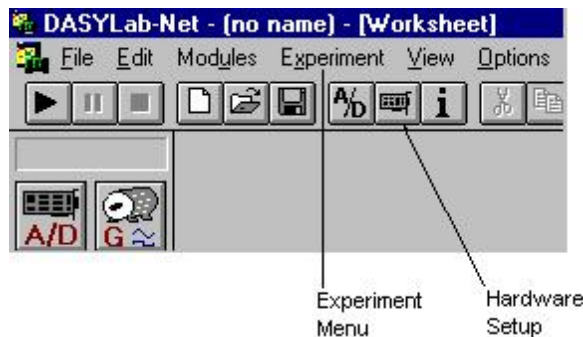 DASYLab-Net - (no name) - [Worksheet]
File Edit Modules Experiment View Options
A/D i
A/D G
Experiment Hardware
Menu Setup